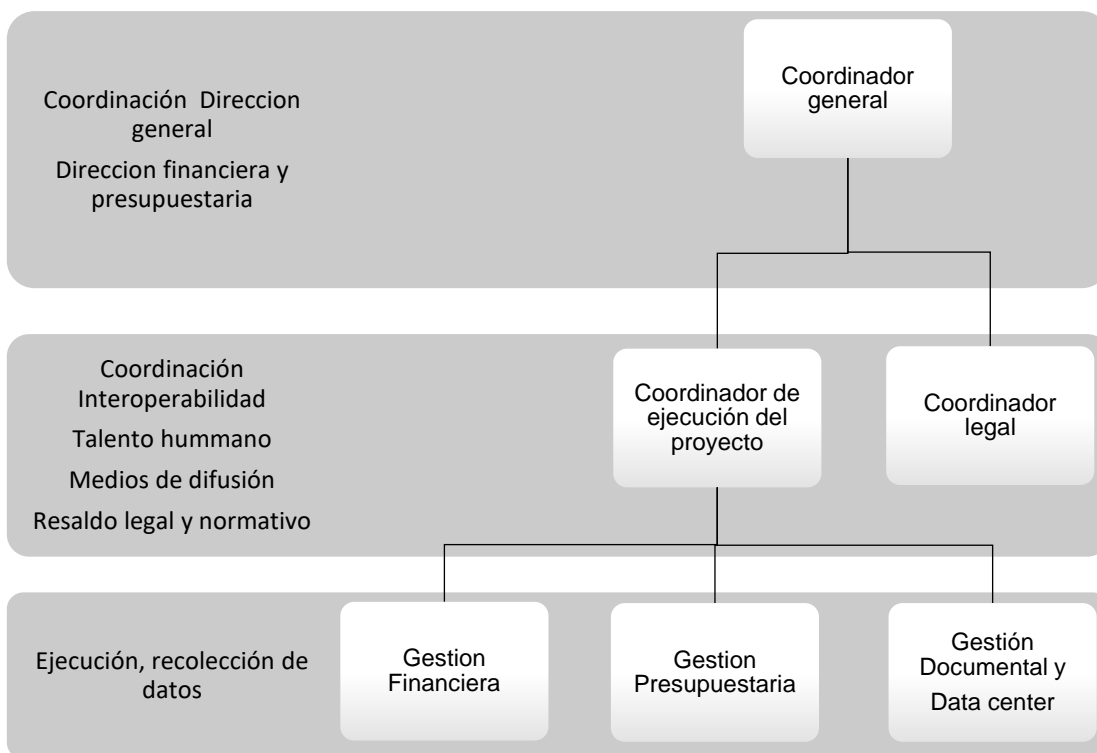 Coordinación  Direccion
general
Direccion financiera y
presupuestaria
Coordinador
general
Coordinación
Interoperabilidad
Talento hummano
Medios de difusión
Resaldo legal y normativo
Coordinador de
ejecución del
proyecto
Coordinador
legal
Ejecución, recolección de
datos
Gestion
Financiera
Gestion
Presupuestaria
Gestión
Documental y
Data center